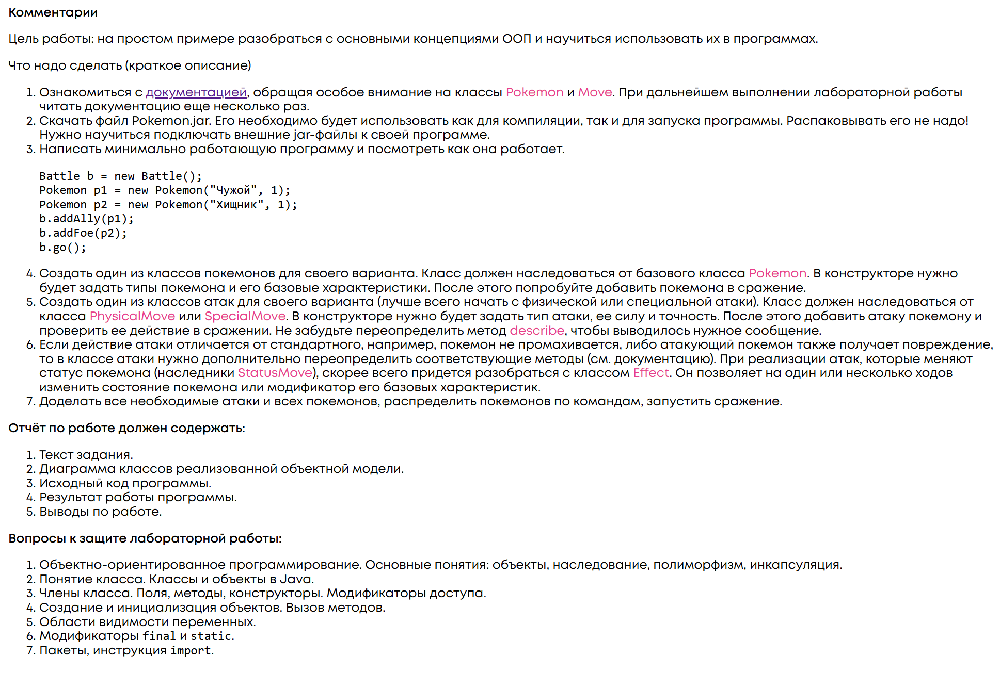 Комментарии
Цель работы: на простом примере разобраться с основными концепциями ООП и научиться использовать их в программах.
Что надо сделать (краткое описание)
1. Ознакомиться с документацией, обращая особое внимание на классы Pokemon и Move. При дальнейшем выполнении лабораторной работы
читать документацию еще несколько раз.
2. Скачать файл Pokemon.jar. Его необходимо будет использовать как для компиляции, так и для запуска программы. Распаковывать его не надо!
Нужно научиться подключать внешние jar-файлы к своей программе.
3. Написать минимально работающую программу и посмотреть как она работает.
Battle b = new Battle();
Pokemon p1 = new Pokemon("Чужой", 1);
Pokemon p2 = new Pokemon("Хищник", 1);
b.addAlly(p1);
b.addFoe(p2);
b.go();
4. Создать один из классов покемонов для своего варианта. Класс должен наследоваться от базового класса Pokemon. В конструкторе нужно
будет задать типы покемона и его базовые характеристики. После этого попробуйте добавить покемона в сражение.
5. Создать один из классов атак для своего варианта (лучше всего начать с физической или специальной атаки). Класс должен наследоваться от
класса PhysicalMove или SpecialMove. В конструкторе нужно будет задать тип атаки, ее силу и точность. После этого добавить атаку покемону и
проверить ее действие в сражении. Не забудьте переопределить метод describe, чтобы выводилось нужное сообщение.
6. Если действие атаки отличается от стандартного, например, покемон не промахивается, либо атакующий покемон также получает повреждение,
то в классе атаки нужно дополнительно переопределить соответствующие методы (см. документацию). При реализации атак, которые меняют
статус покемона (наследники StatusMove), скорее всего придется разобраться с классом Effect. Он позволяет на один или несколько ходов
изменить состояние покемона или модификатор его базовых характеристик.
7. Доделать все необходимые атаки и всех покемонов, распределить покемонов по командам, запустить сражение.
Отчёт по работе должен содержать:
1. Текст задания.
2. Диаграмма классов реализованной объектной модели.
3. Исходный код программы.
4. Результат работы программы.
5. Выводы по работе.
Вопросы к защите лабораторной работы:
1. Объектно-ориентированное программирование. Основные понятия: объекты, наследование, полиморфизм, инкапсуляция.
2. Понятие класса. Классы и объекты в Java.
3. Члены класса. Поля, методы, конструкторы. Модификаторы доступа.
4. Создание и инициализация объектов. Вызов методов.
5. Области видимости переменных.
6. Модификаторы final и static.
7. Пакеты, инструкция import.